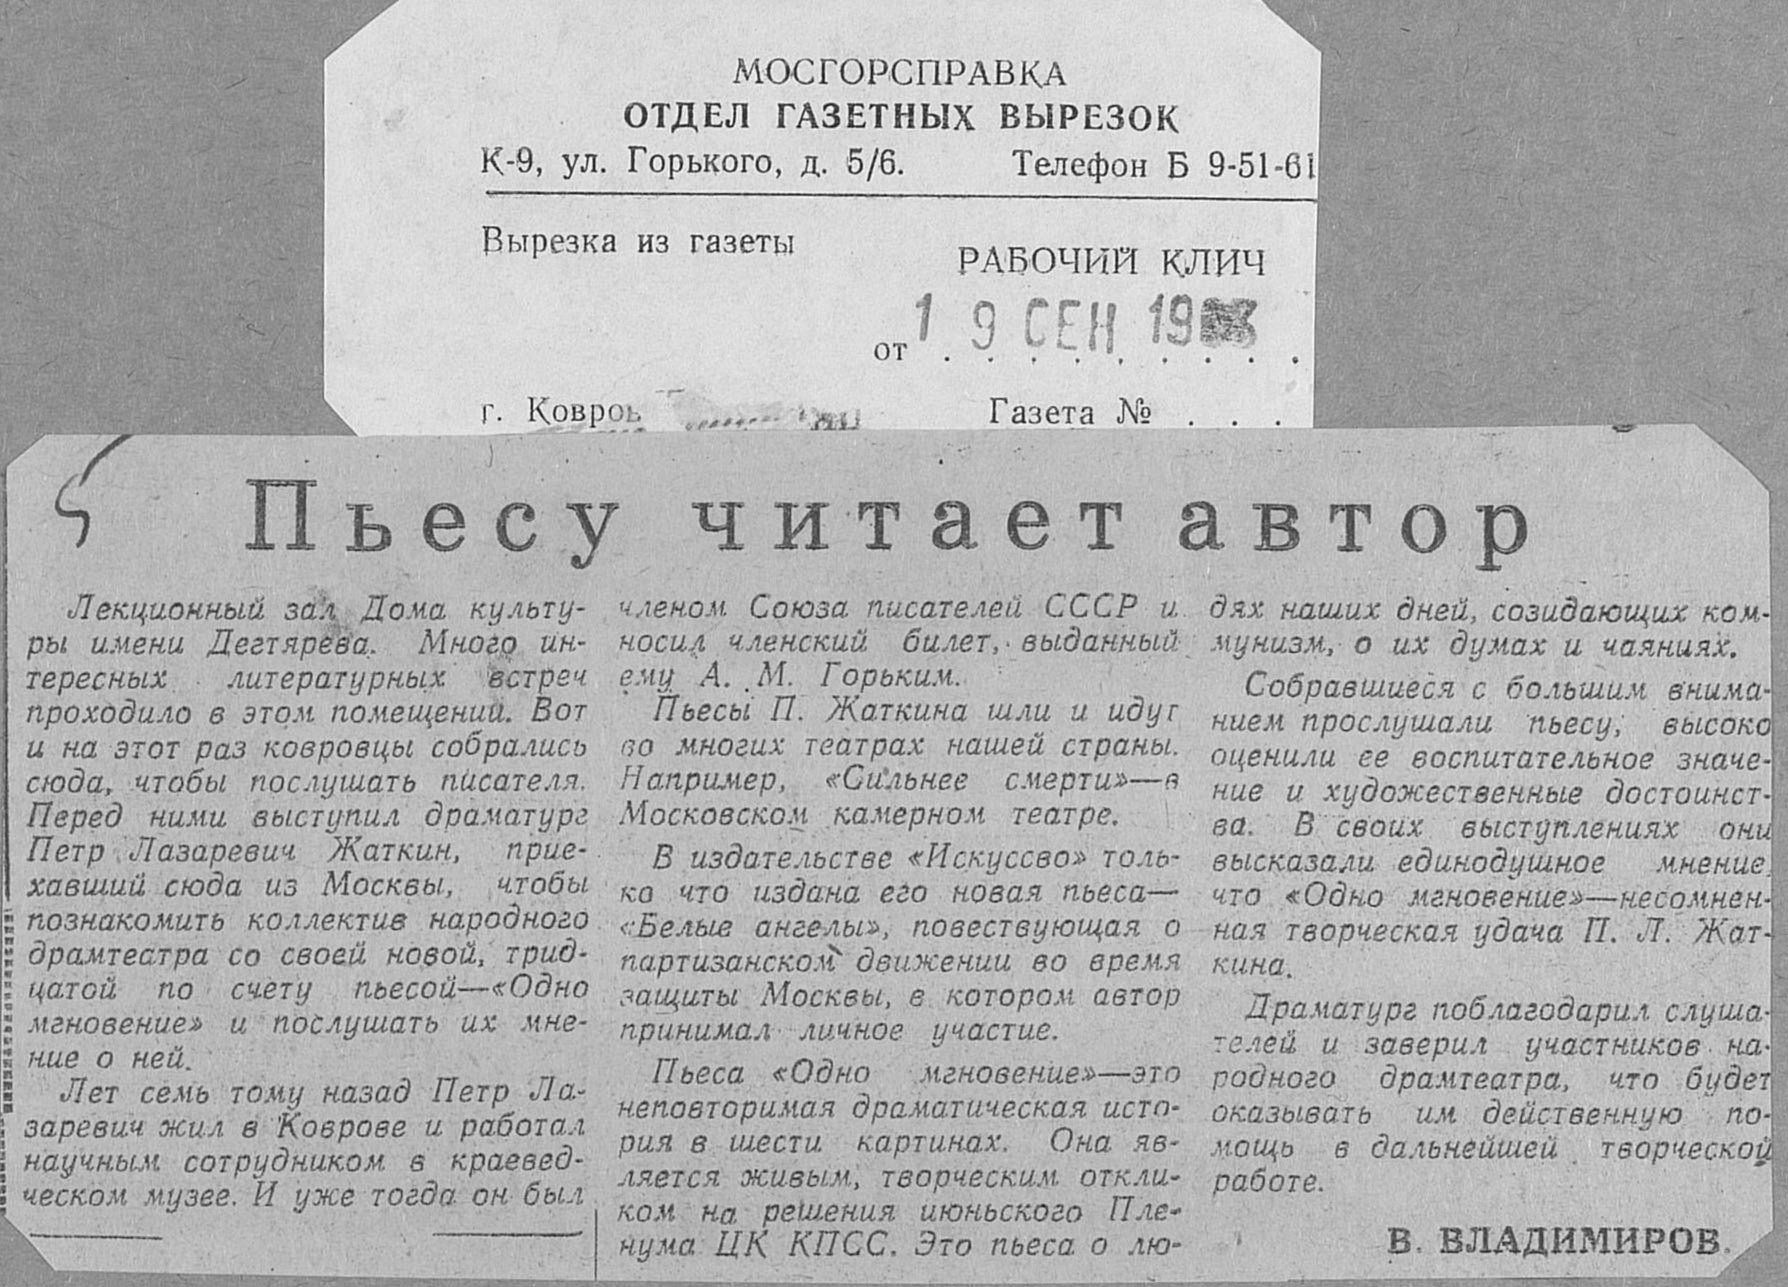 МОСГОРСПРАВКА
ОТДЕЛ ГАЗЕТНЫХ ВЫРЕЗОК
К-9, ул. Горького, д. 5/6. Телефон Б 9-51-61
Вырезка из газеты
РАБОЧИЙ КЛИЧ
от 19 СЕН
г. Ковров Газета № . . .
Пьесу читает автор
Лекционный зал Дома культу-
ры имени Дегтярева. Много ин-
тересных литературных встреч
проходило в этом помещении. Вот
и на этот раз ковровцы собрались
сюда, чтобы послушать писателя.
Перед ними выступил драматург
Петр Лазаревич Жаткин, прие-
хавший сюда из Москвы, чтобы
познакомить коллектив народного
драмтеатра со своей новой, трид-
цатой по счету пьесой—«Одно
мгновение» и послушать их мне-
ние о ней.
Лет семь тому назад Петр Ла-
заревич жил в Коврове и работал
научным сотрудником в краевед-
ческом музее. И уже тогда он был
членом Союза писателей СССР и
носил членский билет, выданный
ему А. М. Горьким.
Пьесы П. Жаткина шли и идут
во многих театрах нашей страны.
Например, «Сильнее смерти»—в
Московском камерном театре.
В издательстве «Искуссво» толь-
ко что издана его новая пьеса—
«Белые ангелы», повествующая о
партизанском движении во время
защиты Москвы, в котором автор
принимал личное участие.
Пьеса «Одно мгновение»—это
неповторимая драматическая исто-
рия в шести картинах. Она яв-
ляется живым, творческим откли-
ком на решения июньского Пле-
нума ЦК КПСС. Это пьеса о лю-
дях наших дней, созидающих ком-
мунизм, о их думах и чаяниях.
Собравшиеся с большим внима-
нием прослушали пьесу, высоко
оценили ее воспитательное значе-
ние и художественные достоинст-
ва. В своих выступлениях они
высказали единодушное мнение,
что «Одно мгновение»—несомнен-
ная творческая удача П. Л. Жат-
кина.
Драматург поблагодарил слуша-
телей и заверил участников на-
родного драмтеатра, что будет
оказывать им действенную по-
мощь в дальнейшей творческой
работе.
В. ВЛАДИМИРОВ.